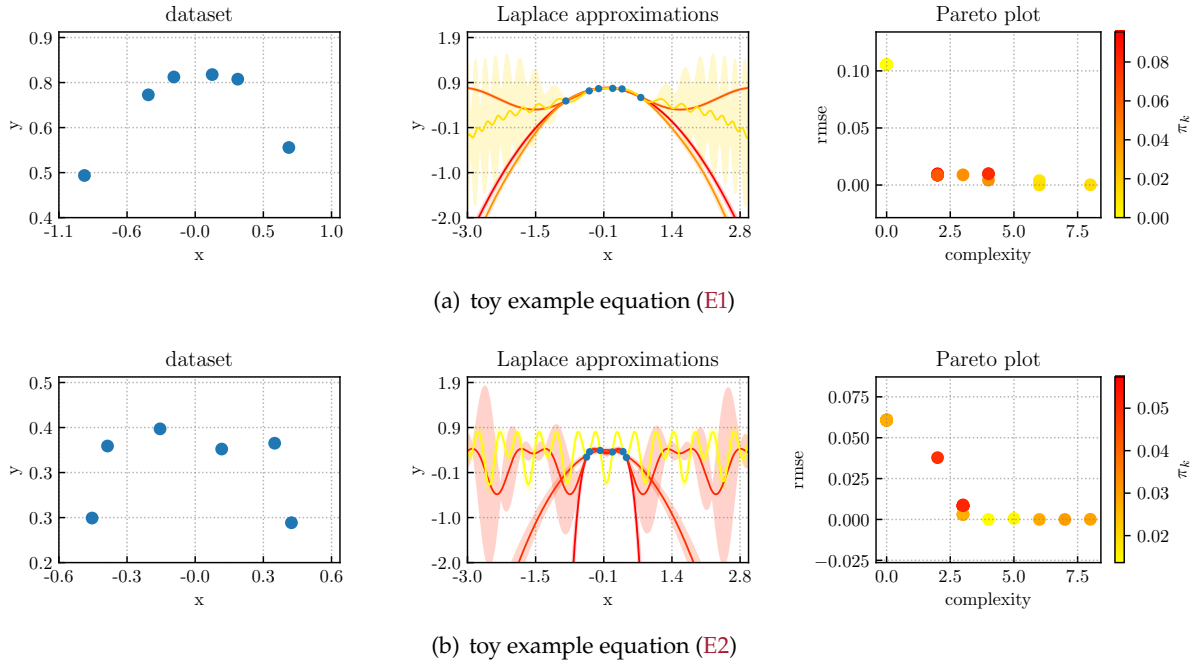 dataset
Laplace approximations
Pareto plot
0.9
0.8
0.6
0.5
0.4
y
-1.1
-0.6
-0.0
0.5
1.0
x
1.9
0.9
-0.1
-1.0
-2.0
y
-3.0
-1.5
-0.1
1.4
2.8
x
0.10
0.05
0.00
rmse
0.0
2.5
5.0
7.5
complexity
0.08
0.06
0.04
0.02
0.00
π_k
(a) toy example equation (E1)
dataset
Laplace approximations
Pareto plot
0.5
0.4
0.3
0.3
0.2
y
-0.6
-0.3
-0.0
0.3
0.6
x
1.9
0.9
-0.1
-1.0
-2.0
y
-3.0
-1.5
-0.1
1.4
2.8
x
0.075
0.050
0.025
0.000
−0.025
rmse
0.0
2.5
5.0
7.5
complexity
0.05
0.04
0.03
0.02
π_k
(b) toy example equation (E2)